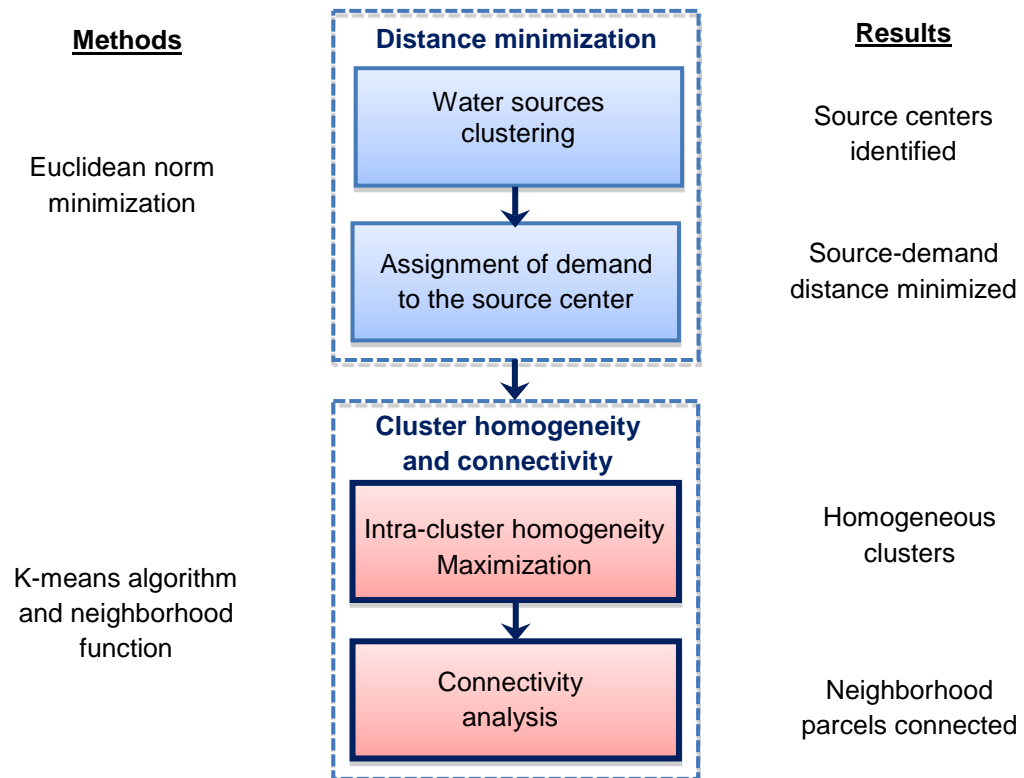 Methods
Distance minimization
Results
Euclidean norm
minimization
Water sources
clustering
Source centers
identified
Assignment of demand
to the source center
Source-demand
distance minimized
Cluster homogeneity
and connectivity
K-means algorithm
and neighborhood
function
Intra-cluster homogeneity
Maximization
Homogeneous
clusters
Connectivity
analysis
Neighborhood
parcels connected